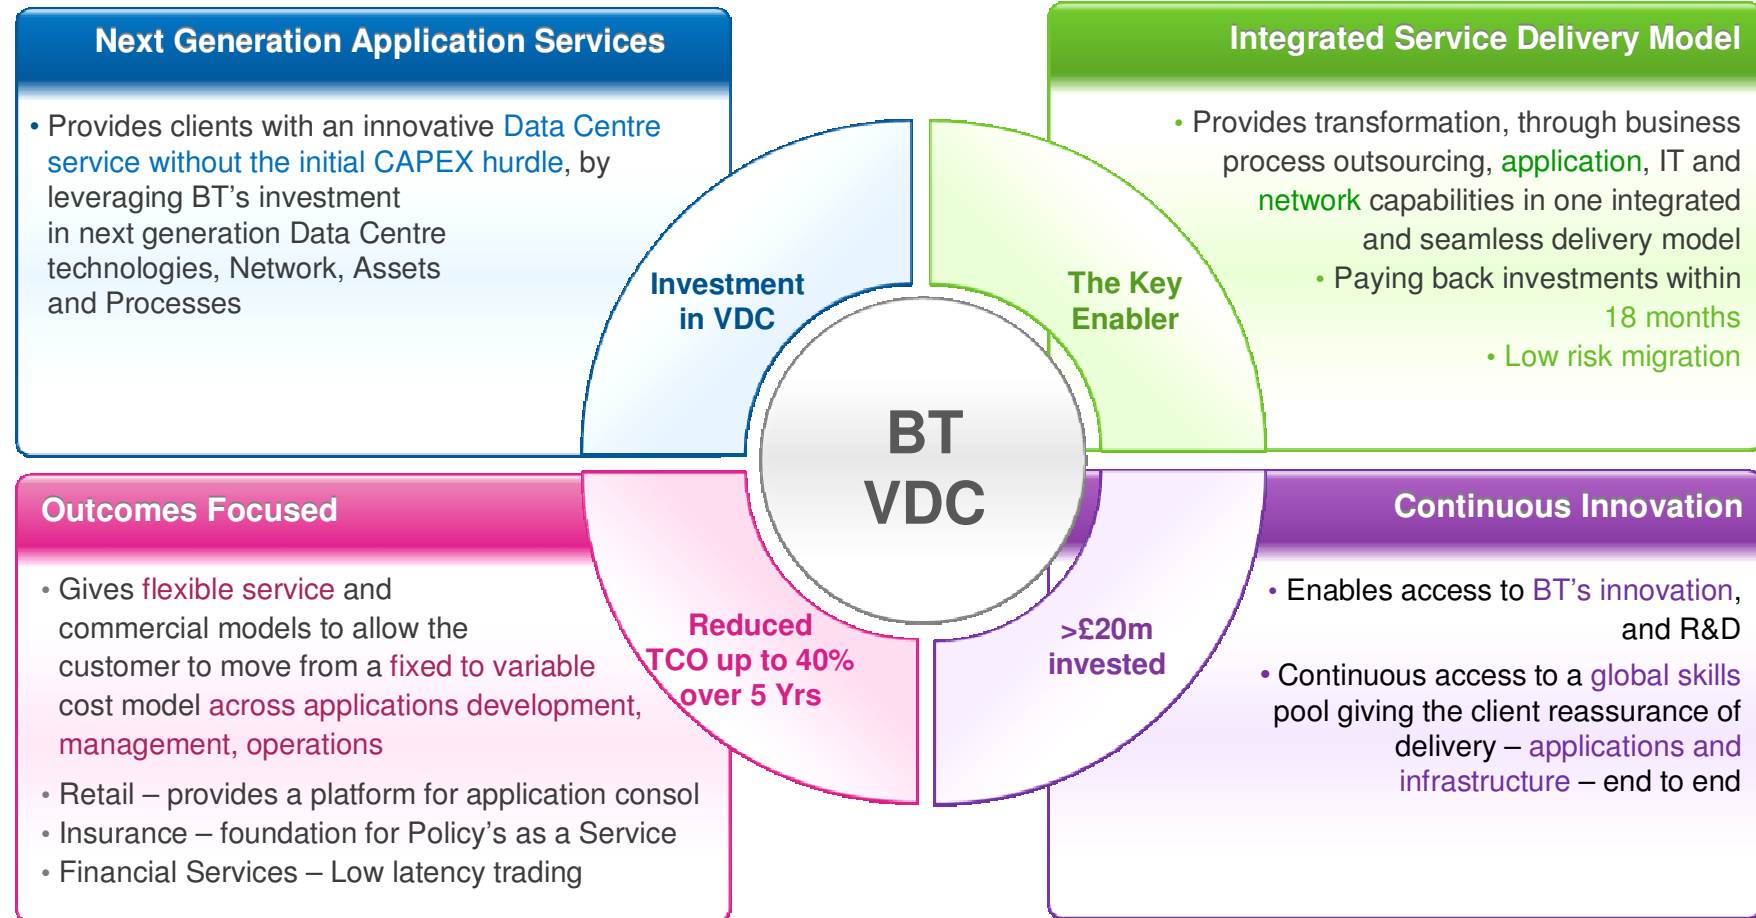 Next Generation Application Services
• Provides clients with an innovative Data Centre
service without the initial CAPEX hurdle, by
leveraging BT's investment
in next generation Data Centre
technologies, Network, Assets
and Processes
Investment
in VDC
Integrated Service Delivery Model
• Provides transformation, through business
process outsourcing, application, IT and
network capabilities in one integrated
and seamless delivery model
• Paying back investments within
18 months
• Low risk migration
The Key
Enabler
BT
VDC
Outcomes Focused
• Gives flexible service and
commercial models to allow the
customer to move from a fixed to variable
cost model across applications development,
management, operations
• Retail – provides a platform for application consol
• Insurance – foundation for Policy's as a Service
• Financial Services – Low latency trading
Reduced
TCO up to 40%
over 5 Yrs
Continuous Innovation
• Enables access to BT's innovation,
and R&D
• Continuous access to a global skills
pool giving the client reassurance of
delivery – applications and
infrastructure – end to end
>£20m
invested